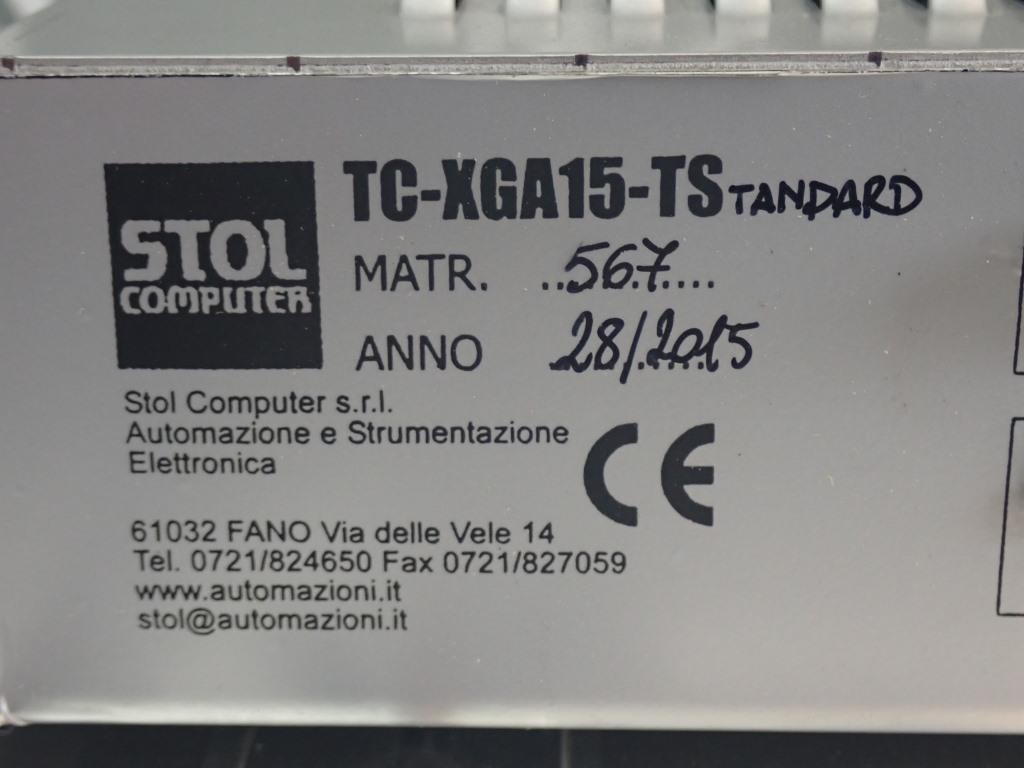 STOL
COMPUTER
TC-XGA15-TSTANDARD
MATR. ..567....
ANNO 28/2015
Stol Computer s.r.l.
Automazione e Strumentazione
Elettronica
CE
61032 FANO Via delle Vele 14
Tel. 0721/824650 Fax 0721/827059
www.automazioni.it
stol@automazioni.it